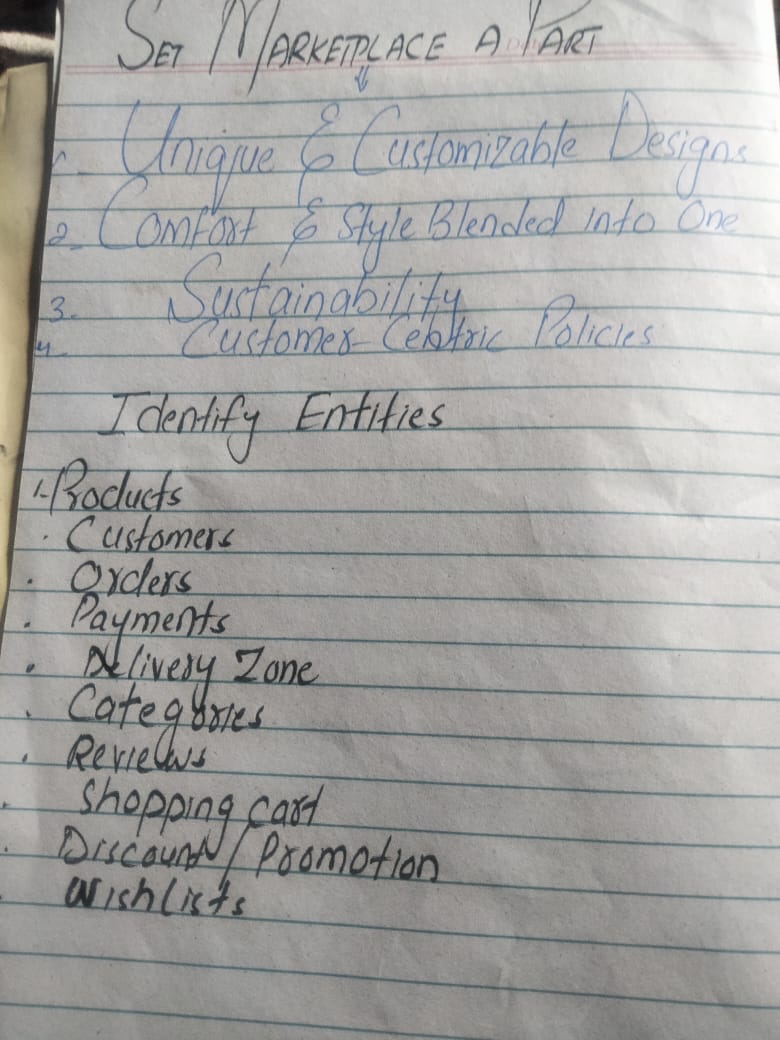 SET MARKETPLACE A PART
1- Unique & Customizable Designs
2- Comfort & Style Blended into One
3- Sustainability
4- Customer-Centric Policies
Identify Entities
1- Products
. Customers
. Orders
. Payments
. Delivery Zone
. Categories
. Reviews
. Shopping cart
. Discount / Promotion
. Wishlists